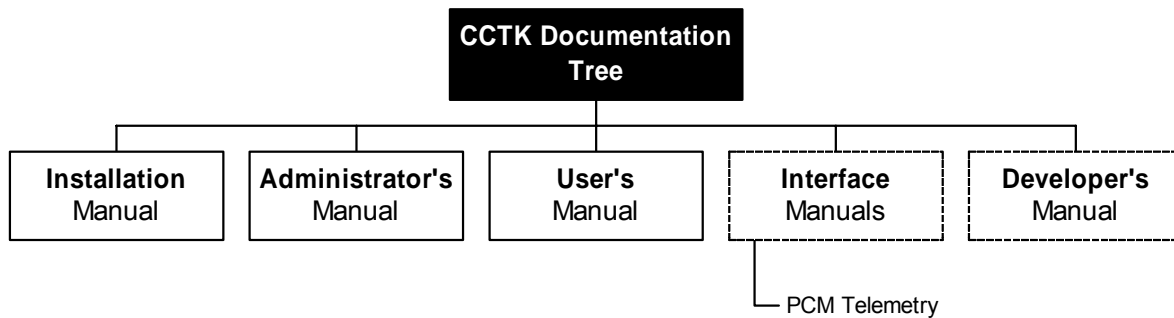 CCTK Documentation
Tree
Installation
Manual
Administrator's
Manual
User's
Manual
Interface
Manuals
Developer's
Manual
PCM Telemetry